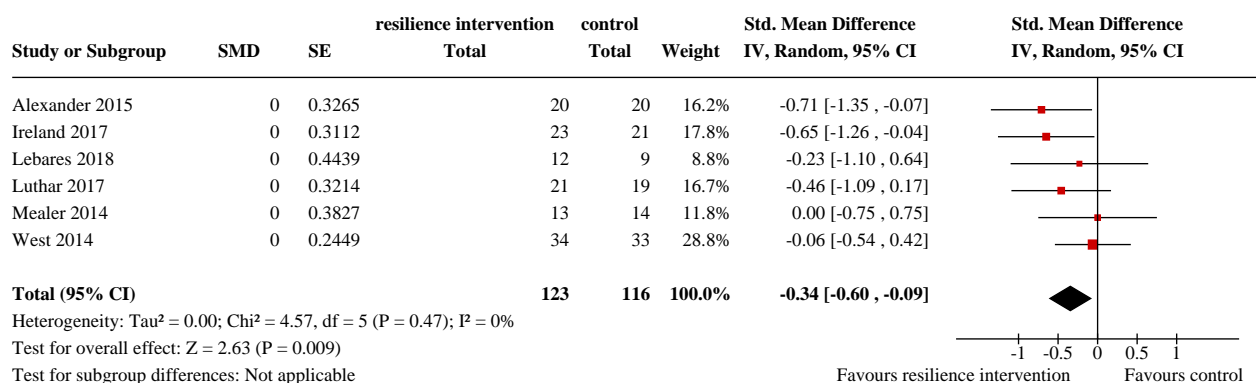 resilience intervention control Std. Mean Difference Std. Mean Difference
Study or Subgroup SMD SE Total Total Weight IV, Random, 95% CI IV, Random, 95% CI
Alexander 2015 0 0.3265 20 20 16.2% -0.71 [-1.35 , -0.07]
Ireland 2017 0 0.3112 23 21 17.8% -0.65 [-1.26 , -0.04]
Lebares 2018 0 0.4439 12 9 8.8% -0.23 [-1.10 , 0.64]
Luthar 2017 0 0.3214 21 19 16.7% -0.46 [-1.09 , 0.17]
Mealer 2014 0 0.3827 13 14 11.8% 0.00 [-0.75 , 0.75]
West 2014 0 0.2449 34 33 28.8% -0.06 [-0.54 , 0.42]
Total (95% CI) 123 116 100.0% -0.34 [-0.60 , -0.09]
Heterogeneity: Tau² = 0.00; Chi² = 4.57, df = 5 (P = 0.47); I² = 0%
Test for overall effect: Z = 2.63 (P = 0.009) -1 -0.5 0 0.5 1
Test for subgroup differences: Not applicable Favours resilience intervention Favours control